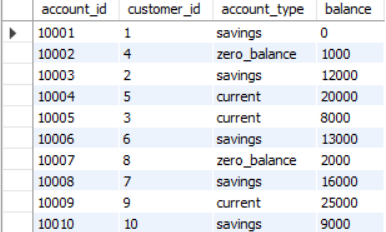 account_id customer_id account_type balance
10001 1 savings 0
10002 4 zero_balance 1000
10003 2 savings 12000
10004 5 current 20000
10005 3 current 8000
10006 6 savings 13000
10007 8 zero_balance 2000
10008 7 savings 16000
10009 9 current 25000
10010 10 savings 9000